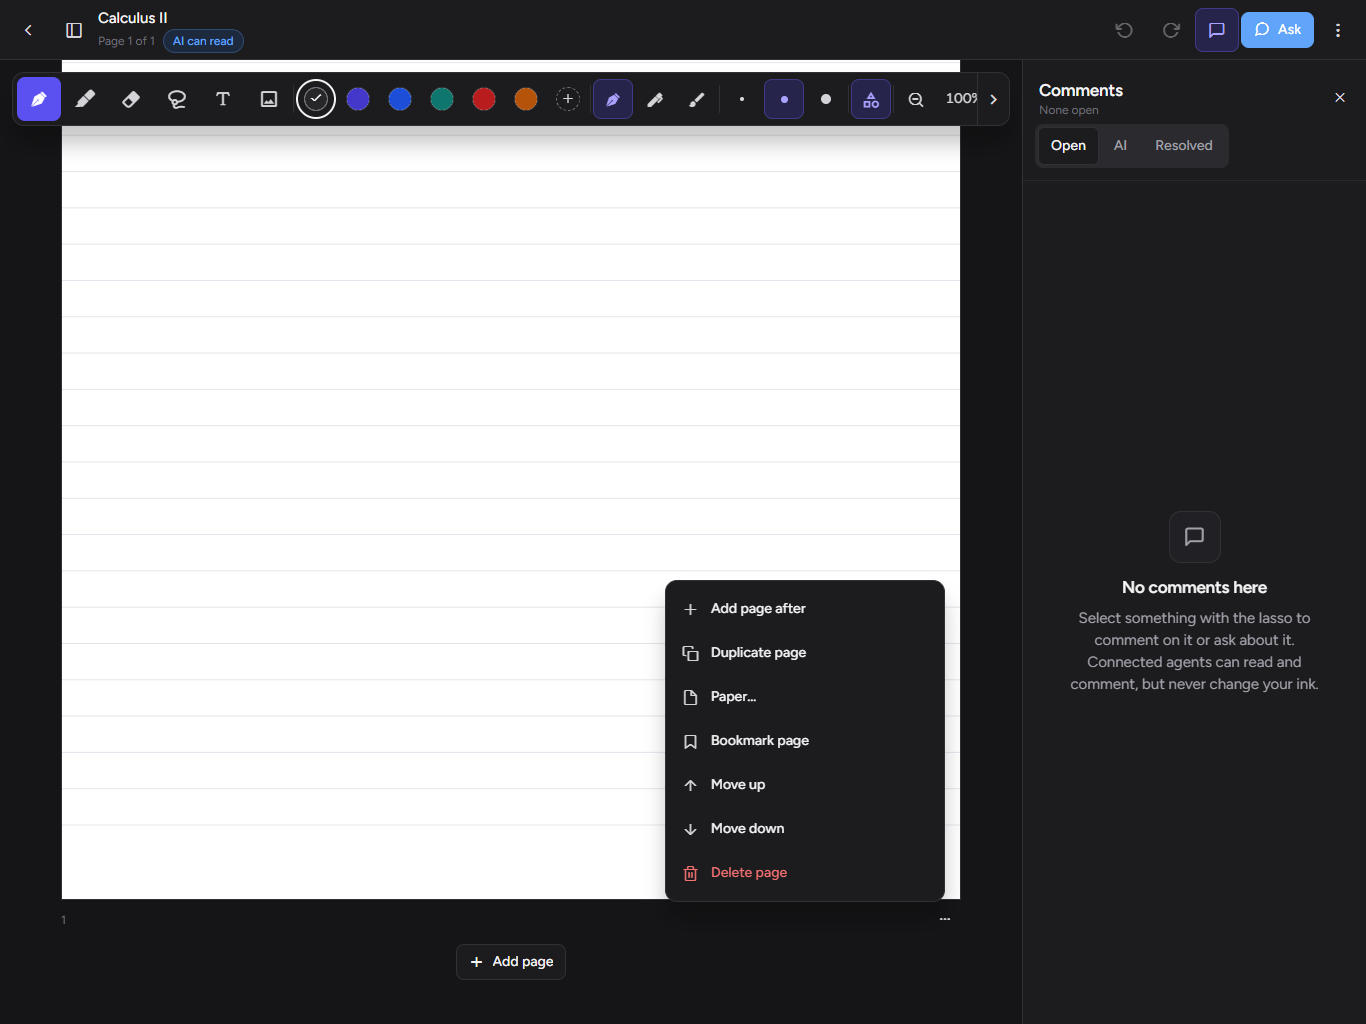 Calculus II
Page 1 of 1 AI can read
Ask
100%
Comments
None open
Open AI Resolved
No comments here
Select something with the lasso to
comment on it or ask about it.
Connected agents can read and
comment, but never change your ink.
Add page after
Duplicate page
Paper...
Bookmark page
Move up
Move down
Delete page
1
Add page